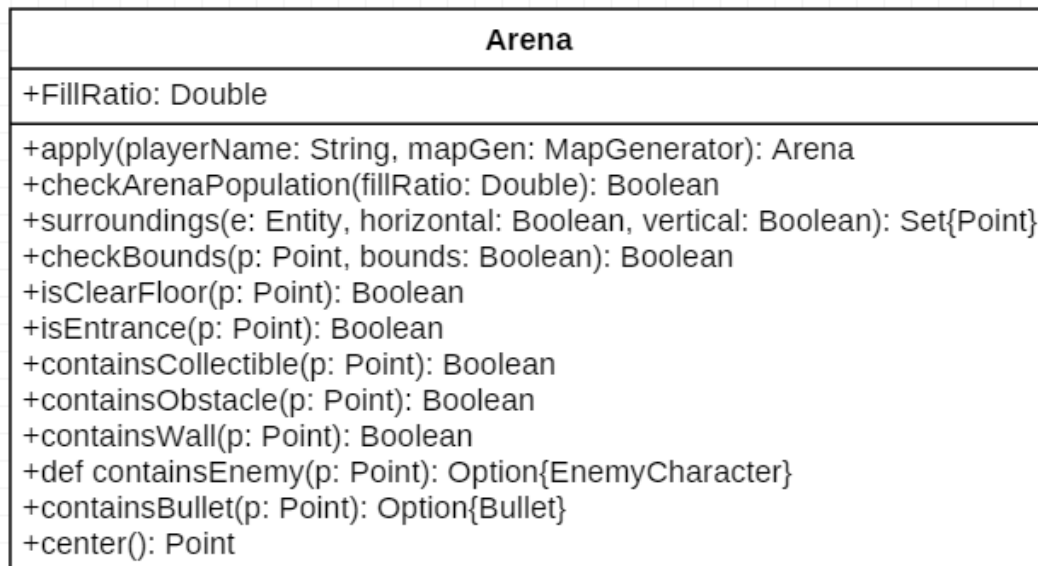 Arena
+FillRatio: Double
+apply(playerName: String, mapGen: MapGenerator): Arena
+checkArenaPopulation(fillRatio: Double): Boolean
+surroundings(e: Entity, horizontal: Boolean, vertical: Boolean): Set{Point}
+checkBounds(p: Point, bounds: Boolean): Boolean
+isClearFloor(p: Point): Boolean
+isEntrance(p: Point): Boolean
+containsCollectible(p: Point): Boolean
+containsObstacle(p: Point): Boolean
+containsWall(p: Point): Boolean
+def containsEnemy(p: Point): Option{EnemyCharacter}
+containsBullet(p: Point): Option{Bullet}
+center(): Point